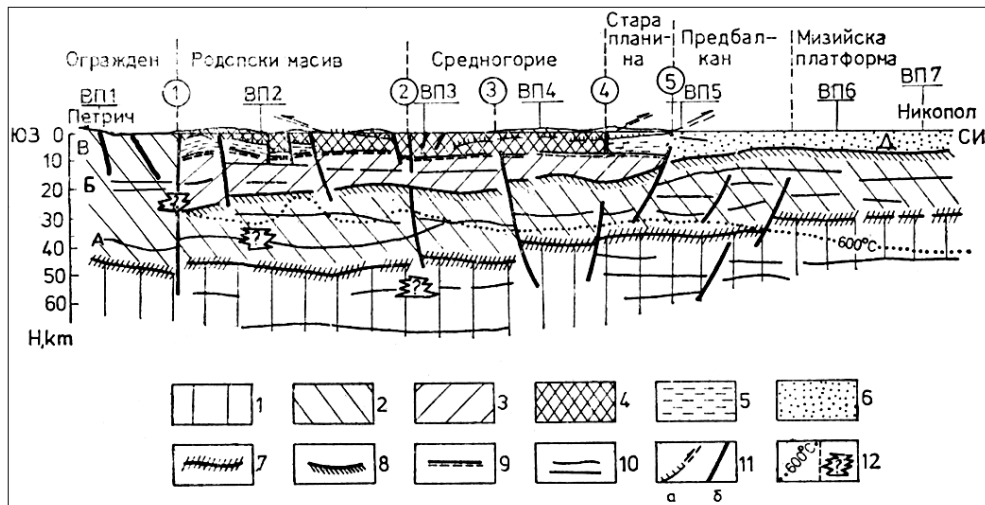 Стара
плани-
на
Предбал-
кан
Мизийска
платформа
Ограждeн
Родопски масив
Средногорие
ВП1
1
ВП2
2
ВП3
3
ВП4
4
5
ВП5
ВП6
ВП7
Петрич
Никопол
ЮЗ
СИ
0
10
20
30
40
50
60
H,km
В
Б
А
Д
?
?
?
600°C
1
2
3
4
5
6
7
8
9
10
11
600°C
?
12
а
б